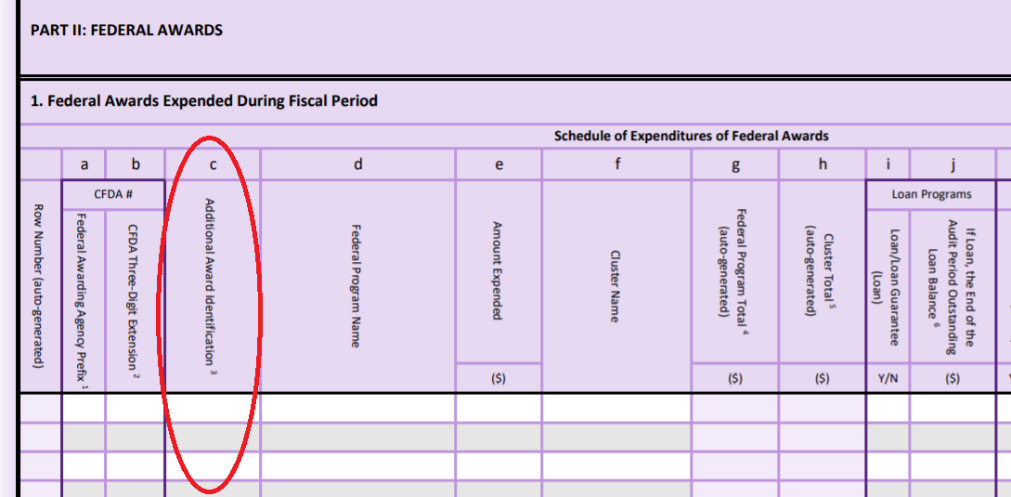 PART II: FEDERAL AWARDS
1. Federal Awards Expended During Fiscal Period
Schedule of Expenditures of Federal Awards
a b c d e f g h i j
CFDA #
Loan Programs
Row Number (auto-generated)
Federal Awarding Agency Prefix 1
CFDA Three-Digit Extension 2
Additional Award Identification 3
Federal Program Name
Amount Expended
Cluster Name
Federal Program Total 4
(auto-generated)
Cluster Total 5
(auto-generated)
Loan/Loan Guarantee
(Loan)
If Loan, the End of the
Audit Period Outstanding
Loan Balance 6
($) ($) ($) Y/N ($)